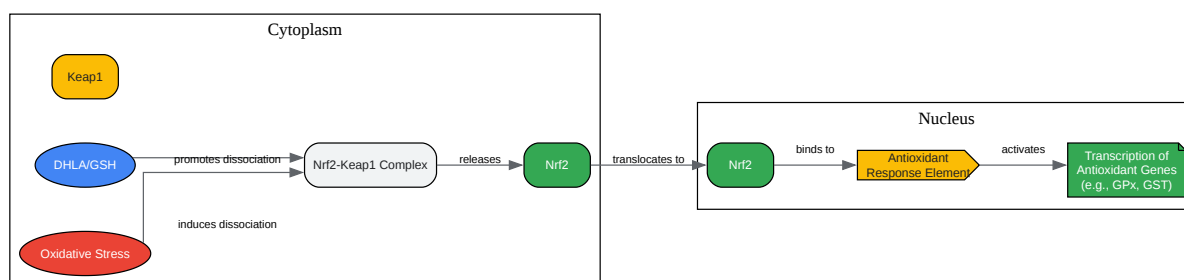 Cytoplasm
Keap1
DHLA/GSH
promotes dissociation
Nrf2-Keap1 Complex
releases
Nrf2
translocates to
induces dissociation
Oxidative Stress
Nucleus
Nrf2
binds to
Antioxidant
Response Element
activates
Transcription of
Antioxidant Genes
(e.g., GPx, GST)